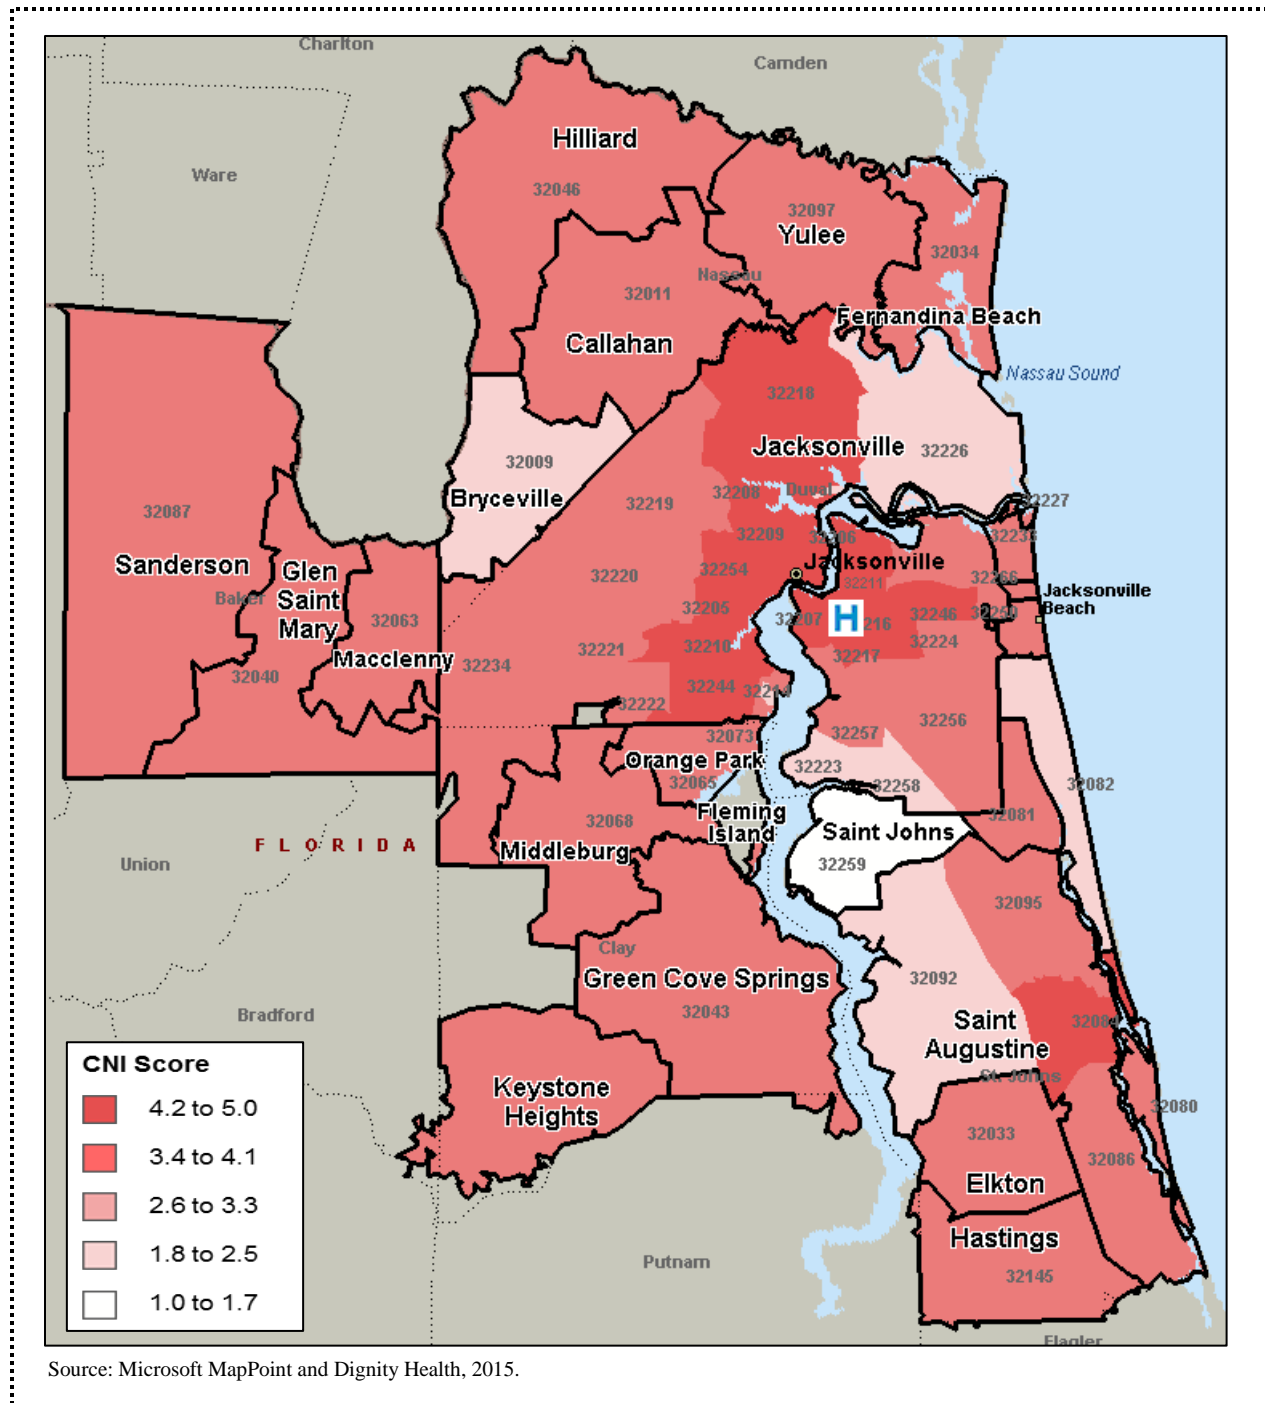 Charlton
Camden
Hilliard
Ware
32046
32097
Yulee
32034
Nassau
32011
Fernandina Beach
Callahan
Nassau Sound
32218
Jacksonville
32226
32009
Bryceville
32208
Duval
32219
32227
32087
32209
32206
32233
Sanderson
Glen
Saint
Mary
32254
Jacksonville
32220
32211
32266
Jacksonville
Beach
Baker
32205
32207
H
216
32246
32250
32063
32210
32224
32221
32217
Macclenny
32234
32040
32244
32214
32222
32256
32073
32257
Orange Park
32223
32065
32258
32082
Fleming
Island
32081
32068
Saint Johns
FLORIDA
Middleburg
Union
32259
32095
Clay
Green Cove Springs
32092
32043
Bradford
Saint
Augustine
32084
St. Johns
Keystone
Heights
32080
32033
32086
Elkton
Hastings
Putnam
32145
Flagler
CNI Score
4.2 to 5.0
3.4 to 4.1
2.6 to 3.3
1.8 to 2.5
1.0 to 1.7
Source: Microsoft MapPoint and Dignity Health, 2015.